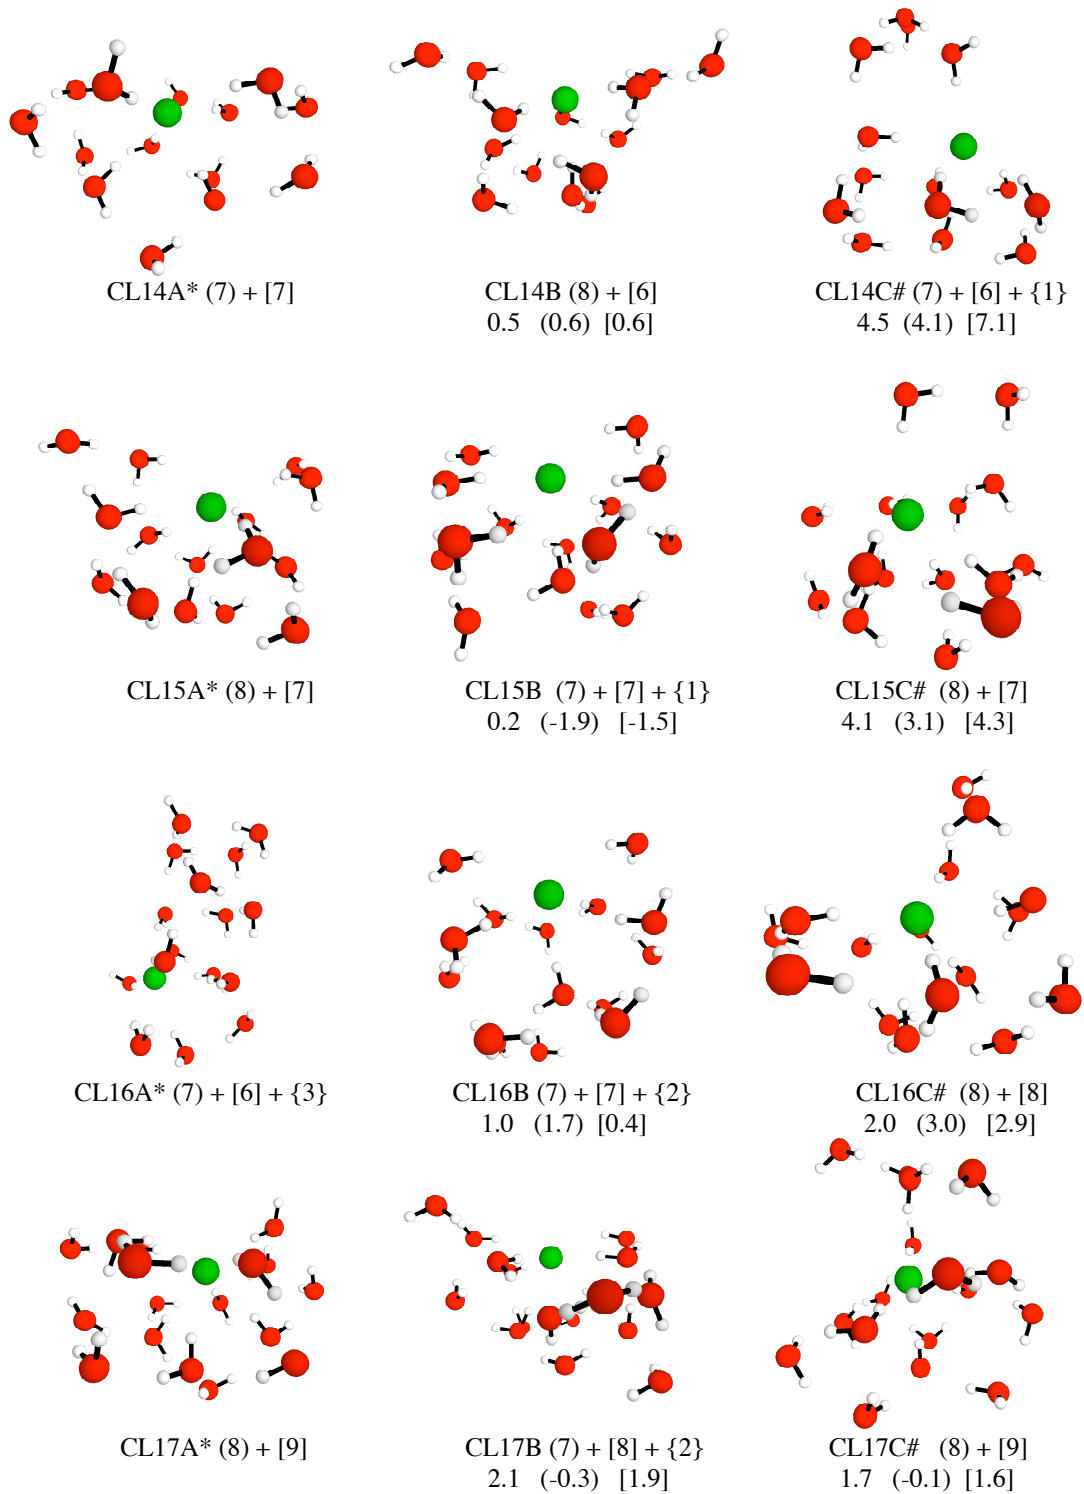 CL14A* (7) + [7]
CL14B (8) + [6]
0.5 (0.6) [0.6]
CL14C# (7) + [6] + {1}
4.5 (4.1) [7.1]
CL15A* (8) + [7]
CL15B (7) + [7] + {1}
0.2 (-1.9) [-1.5]
CL15C# (8) + [7]
4.1 (3.1) [4.3]
CL16A* (7) + [6] + {3}
CL16B (7) + [7] + {2}
1.0 (1.7) [0.4]
CL16C# (8) + [8]
2.0 (3.0) [2.9]
CL17A* (8) + [9]
CL17B (7) + [8] + {2}
2.1 (-0.3) [1.9]
CL17C# (8) + [9]
1.7 (-0.1) [1.6]